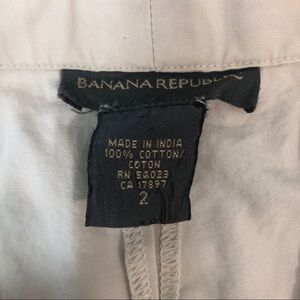 BANANA REPUBLIC
MADE IN INDIA
100% COTTON/
COTON
RN 54023
CA 17897
2